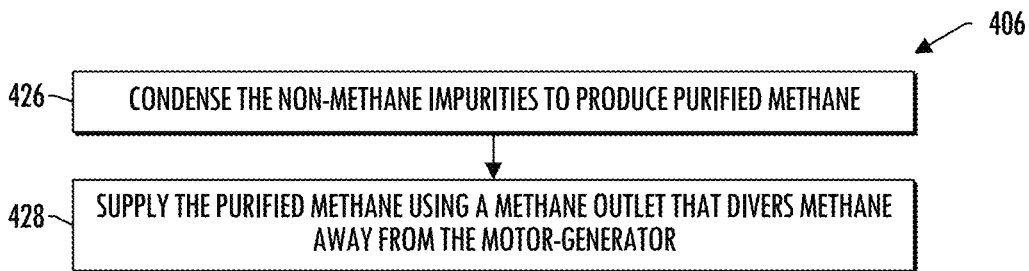 406
426
CONDENSE THE NON-METHANE IMPURITIES TO PRODUCE PURIFIED METHANE
428
SUPPLY THE PURIFIED METHANE USING A METHANE OUTLET THAT DIVERS METHANE
AWAY FROM THE MOTOR-GENERATOR